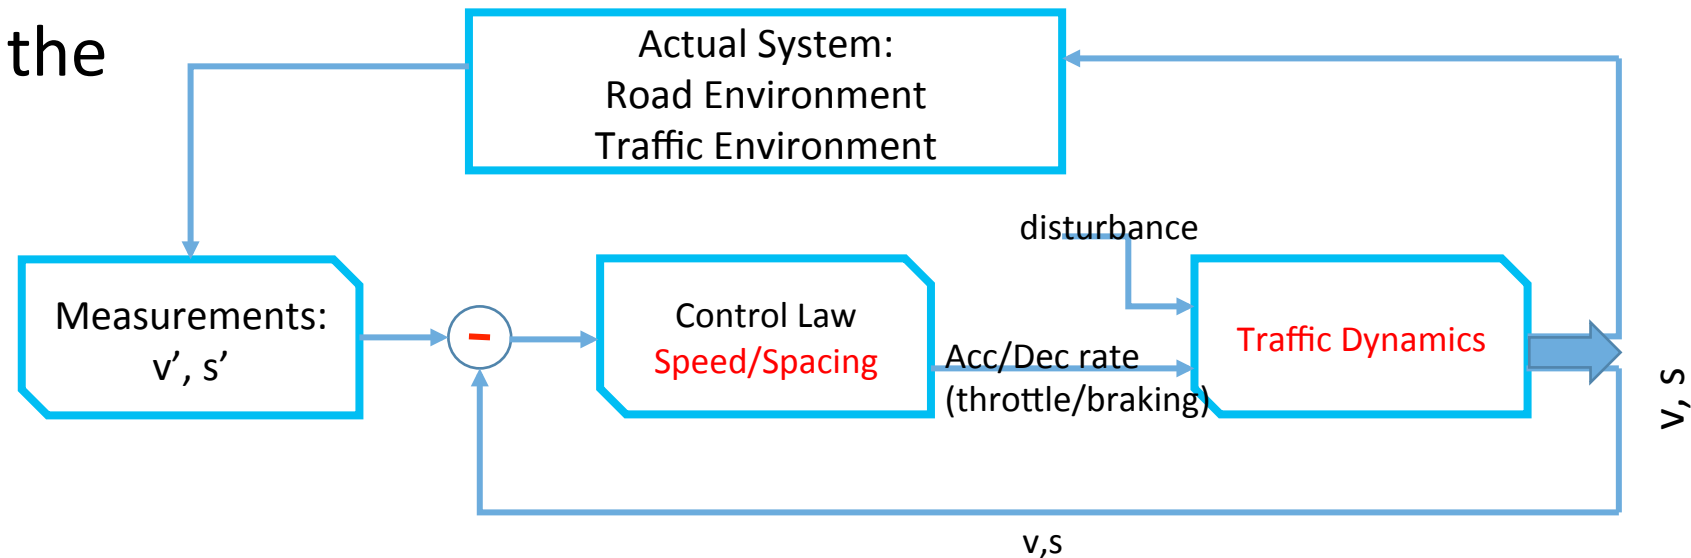 the
Actual System:
Road Environment
Traffic Environment
disturbance
Measurements:
v’, s’
-
Control Law
Speed/Spacing
Acc/Dec rate
(throttle/braking)
Traffic Dynamics
v, s
v,s